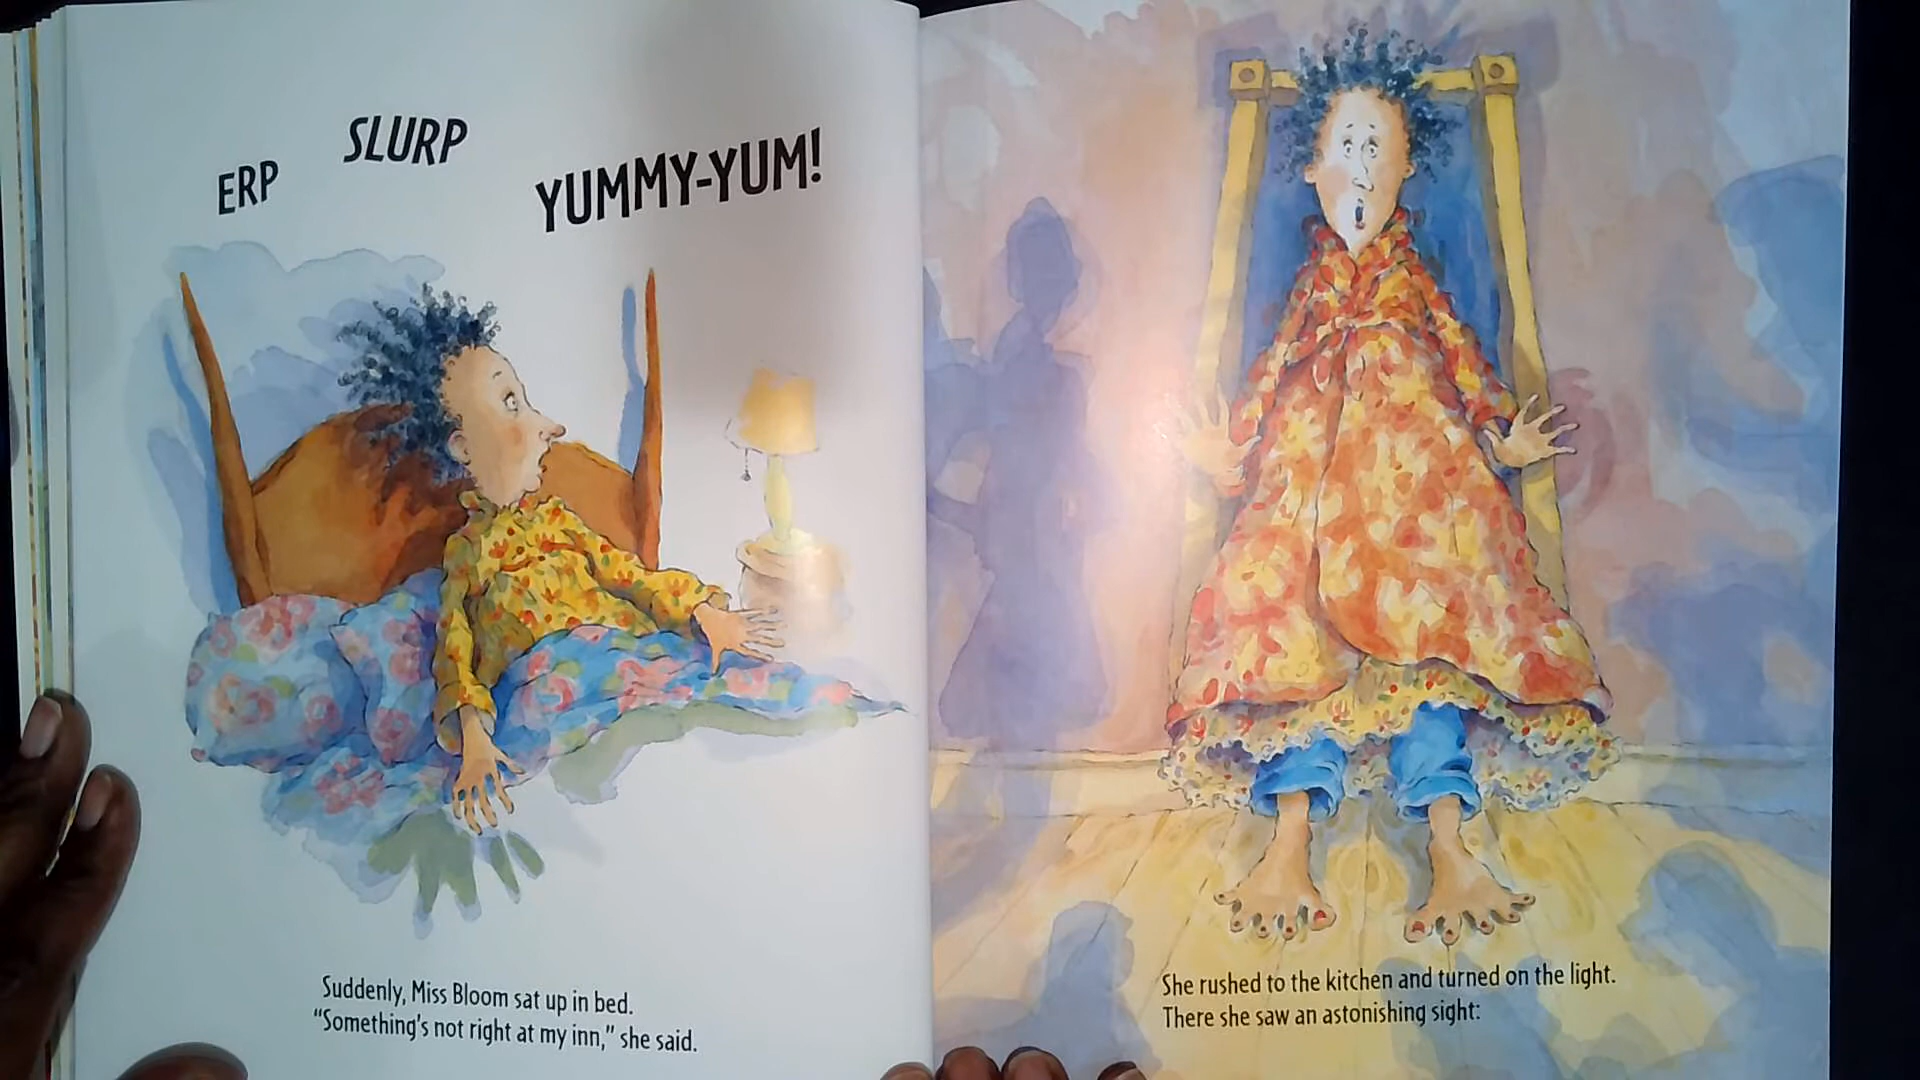 ERP
SLURP
YUMMY-YUM!
Suddenly, Miss Bloom sat up in bed.
“Something’s not right at my inn,” she said.
She rushed to the kitchen and turned on the light.
There she saw an astonishing sight: